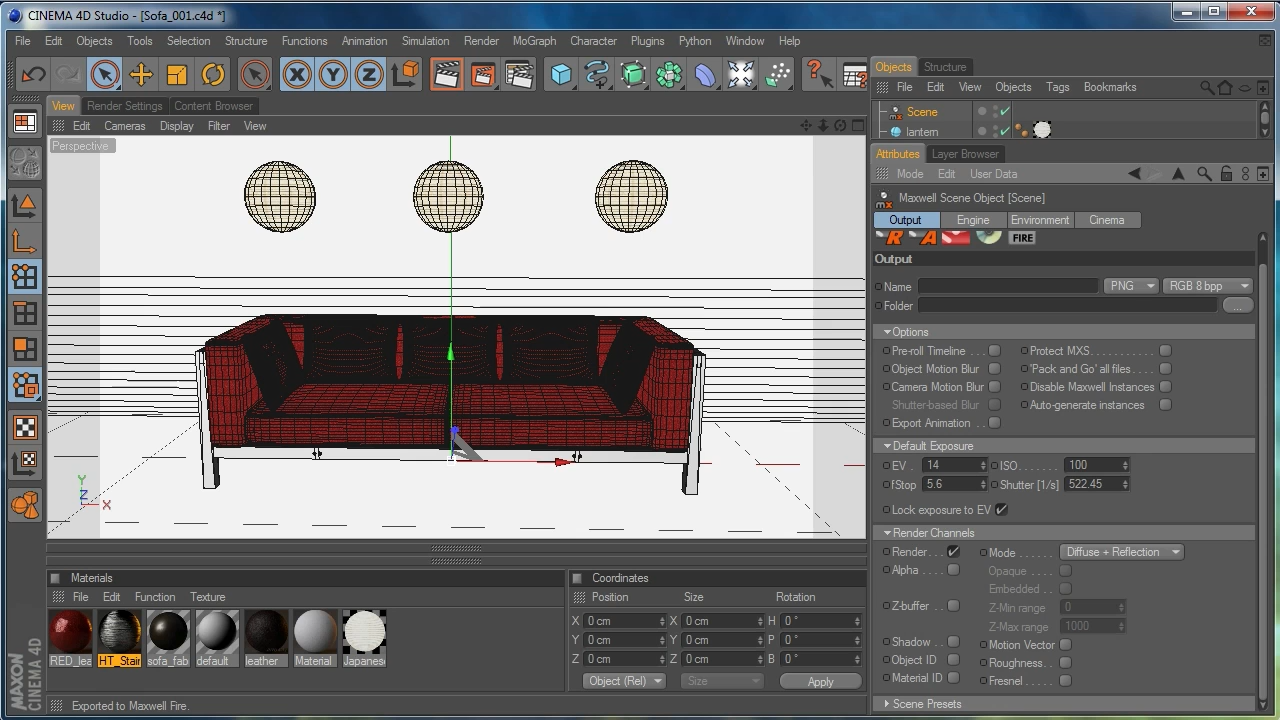 CINEMA 4D Studio - [Sofa_001.c4d *]
File Edit Objects Tools Selection Structure Functions Animation Simulation Render MoGraph Character Plugins Python Window Help
X Y Z
Objects Structure
File Edit View Objects Tags Bookmarks
Scene
lantern
View Render Settings Content Browser
Edit Cameras Display Filter View
Perspective
Y
Z
X
Attributes Layer Browser
Mode Edit User Data
Maxwell Scene Object [Scene]
Output Engine Environment Cinema
FIRE
Output
Name PNG RGB 8 bpp
Folder ...
Options
Pre-roll Timeline . . . Protect MXS. . . . . . . . . .
Object Motion Blur 'Pack and Go' all files . . . .
Camera Motion Blur Disable Maxwell Instances
Shutter-based Blur Auto-generate instances
Export Animation . . .
Default Exposure
EV . 14 ISO. . . . . . . 100
fStop 5.6 Shutter [1/s] 522.45
Lock exposure to EV
Render Channels
Render. . . Mode . . . . . . Diffuse + Reflection
Alpha . . . . Opaque . . . .
Embedded . .
Z-buffer . . Z-Min range 0
Z-Max range 1000
Shadow . . Motion Vector
Object ID Roughness. .
Material ID Fresnel . . . .
Scene Presets
Materials
File Edit Function Texture
RED_lea HT_Stair sofa_fab default leather Material Japanes
Coordinates
Position Size Rotation
X 0 cm X 0 cm H 0 °
Y 0 cm Y 0 cm P 0 °
Z 0 cm Z 0 cm B 0 °
Object (Rel) Size Apply
MAXON
CINEMA 4D
Exported to Maxwell Fire.